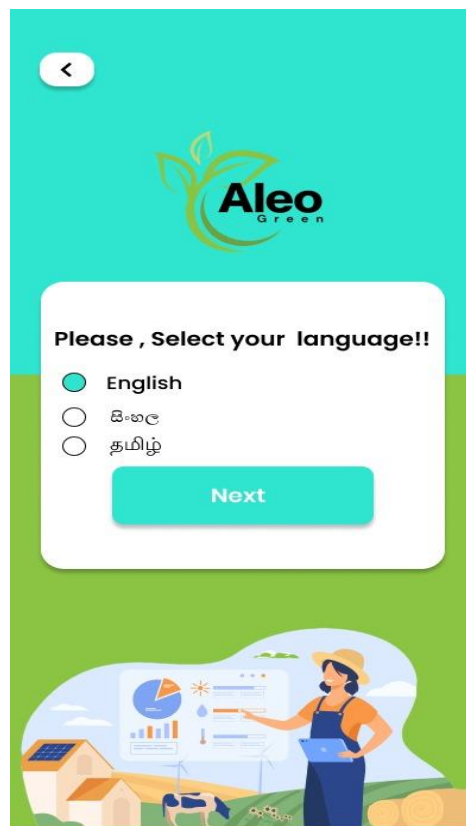 Aleo
Green
Please , Select your language!!
English
සිංහල
தமிழ்
Next